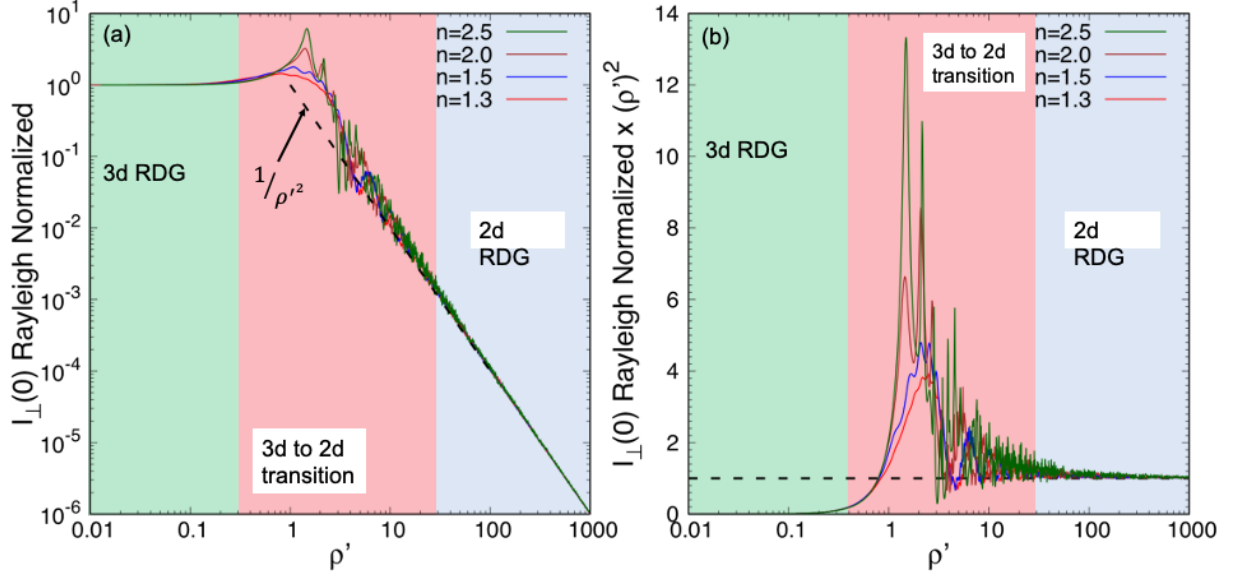 (a)
n=2.5
n=2.0
n=1.5
n=1.3
3d RDG
1/ρ'²
2d
RDG
3d to 2d
transition
10¹
10⁰
10⁻¹
10⁻²
10⁻³
10⁻⁴
10⁻⁵
10⁻⁶
I⊥(0) Rayleigh Normalized
0.01
0.1
1
10
100
1000
ρ'
(b)
3d to 2d
transition
n=2.5
n=2.0
n=1.5
n=1.3
3d RDG
2d
RDG
14
12
10
8
6
4
2
0
I⊥(0) Rayleigh Normalized x (ρ')²
0.01
0.1
1
10
100
1000
ρ'